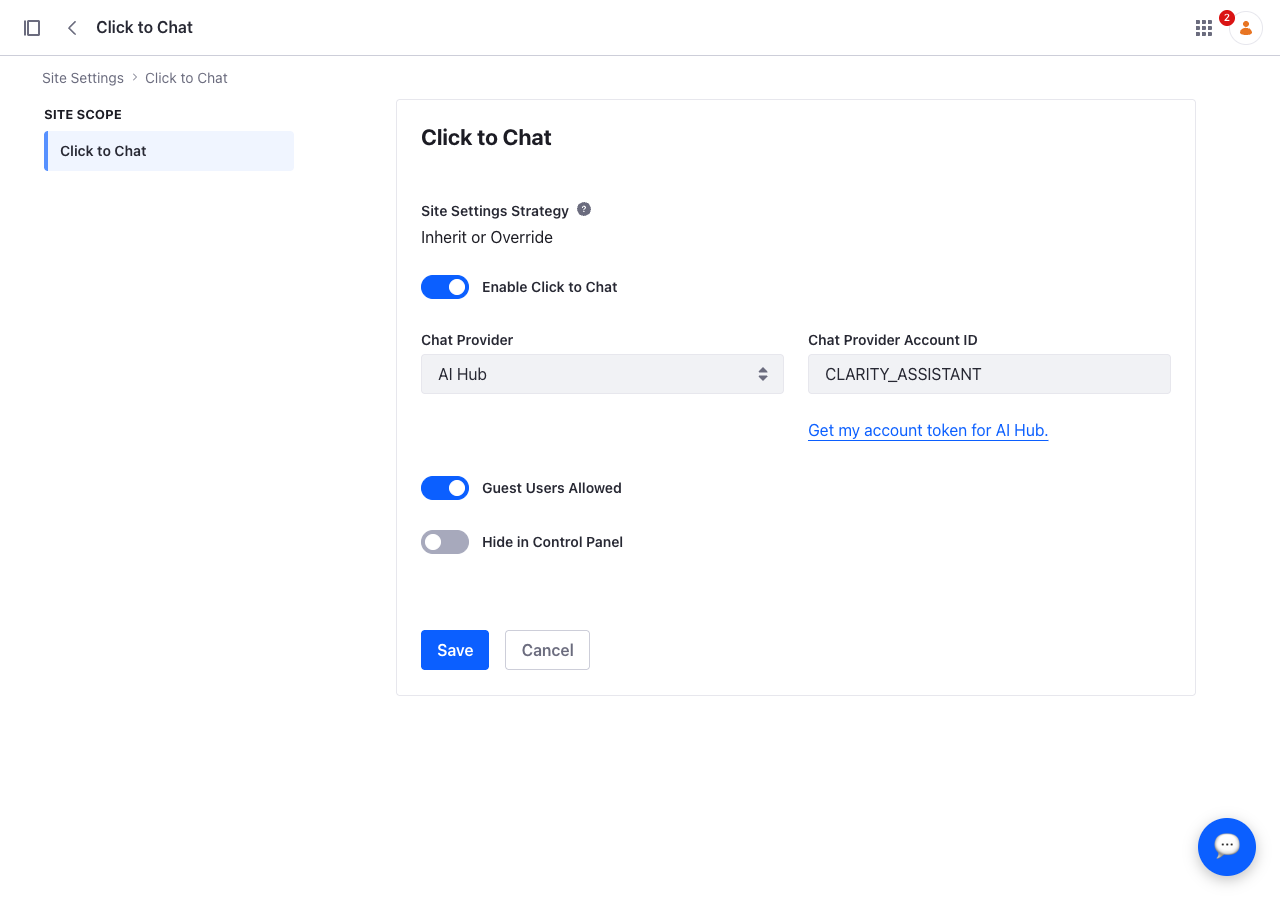 Click to Chat
2
Site Settings > Click to Chat
SITE SCOPE
Click to Chat
Click to Chat
Site Settings Strategy ?
Inherit or Override
Enable Click to Chat
Chat Provider
AI Hub
Chat Provider Account ID
CLARITY_ASSISTANT
Get my account token for AI Hub.
Guest Users Allowed
Hide in Control Panel
Save
Cancel